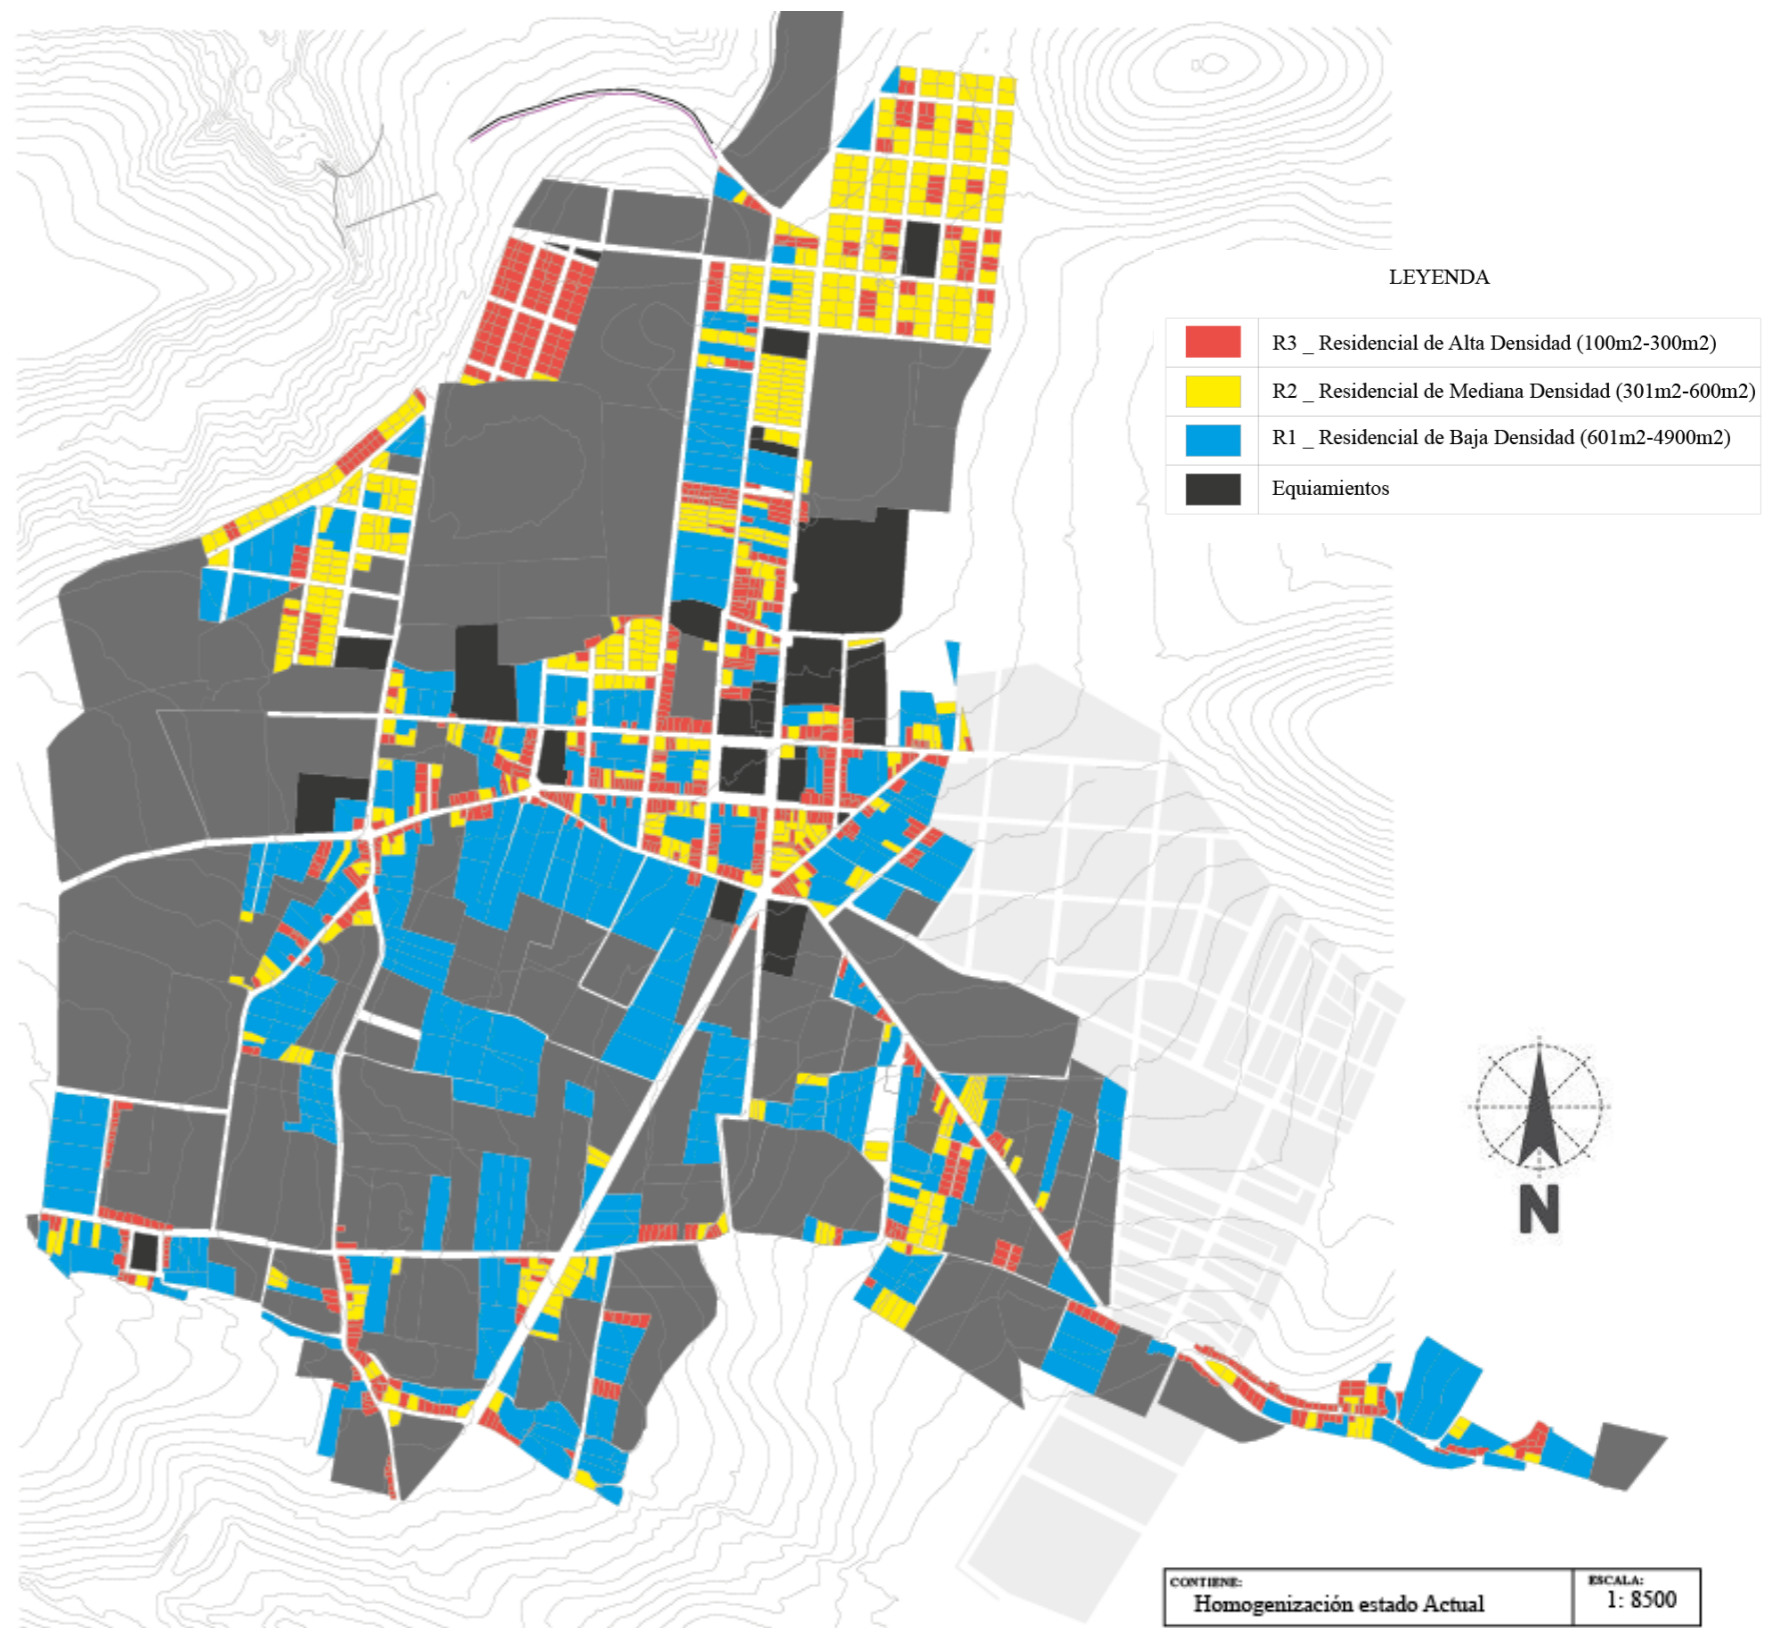 LEYENDA
R3 _ Residencial de Alta Densidad (100m2-300m2)
R2 _ Residencial de Mediana Densidad (301m2-600m2)
R1 _ Residencial de Baja Densidad (601m2-4900m2)
Equiamientos
N
CONTIENE:
Homogenización estado Actual
ESCALA:
1: 8500